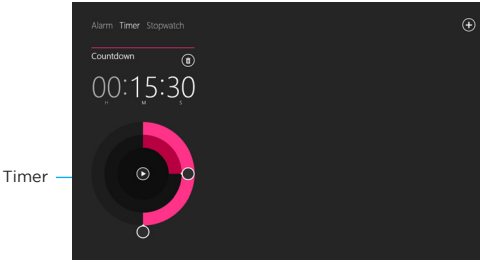 Alarm Timer Stopwatch
Countdown
00:15:30
H M S
Timer